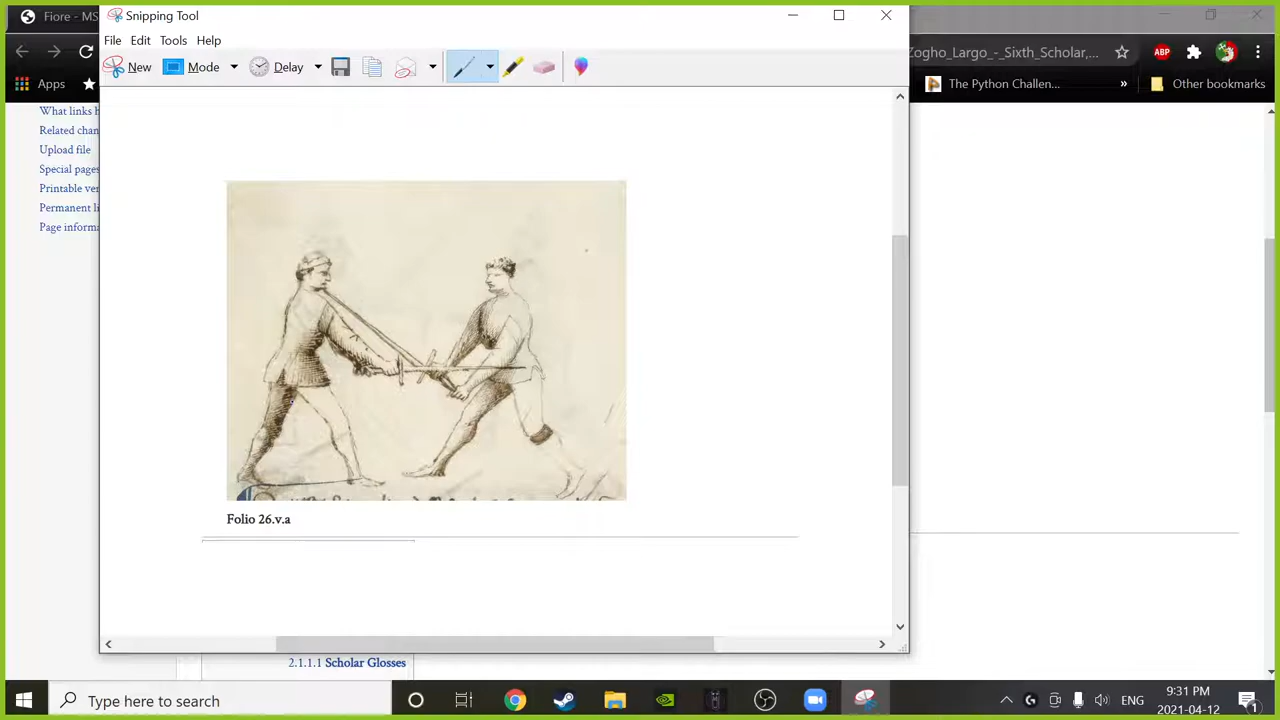 Fiore - MS
Snipping Tool
File Edit Tools Help
New Mode Delay
Zogho_Largo_-_Sixth_Scholar,...
ABP
Apps
The Python Challen...
»
Other bookmarks
What links h
Related chan
Upload file
Special pages
Printable ver
Permanent li
Page informa
Folio 26.v.a
2.1.1.1 Scholar Glosses
Type here to search
ENG
9:31 PM
2021-04-12
1